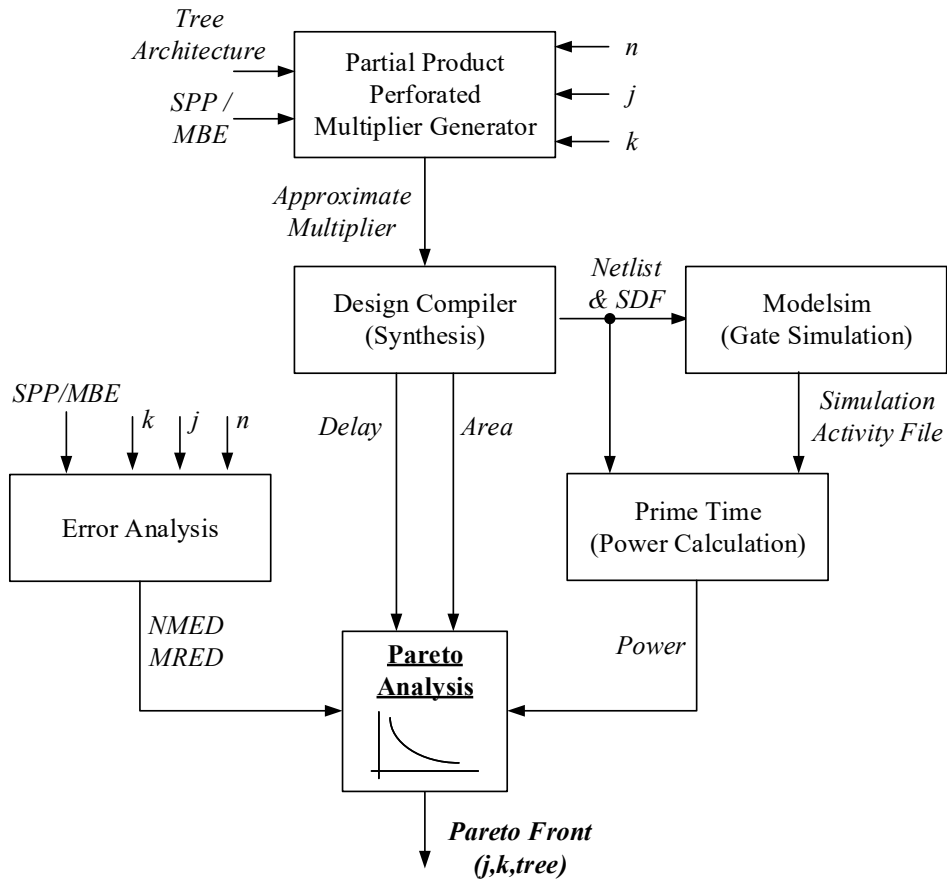 Tree
Architecture
SPP /
MBE
Partial Product
Perforated
Multiplier Generator
n
j
k
Approximate
Multiplier
Design Compiler
(Synthesis)
Netlist
& SDF
Modelsim
(Gate Simulation)
SPP/MBE
k
j
n
Delay
Area
Simulation
Activity File
Error Analysis
Prime Time
(Power Calculation)
NMED
MRED
Pareto
Analysis
Power
Pareto Front
(j,k,tree)